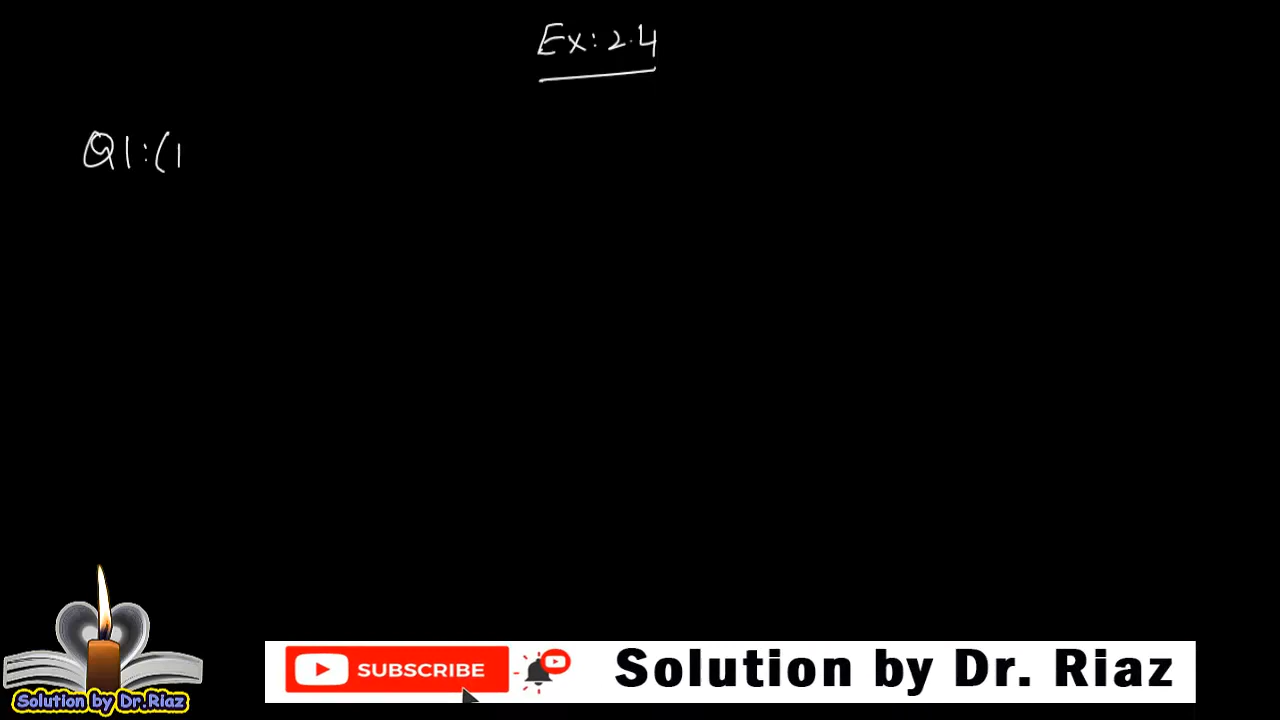 Ex: 2.4
Q1:(1
SUBSCRIBE
Solution by Dr. Riaz
Solution by Dr.Riaz